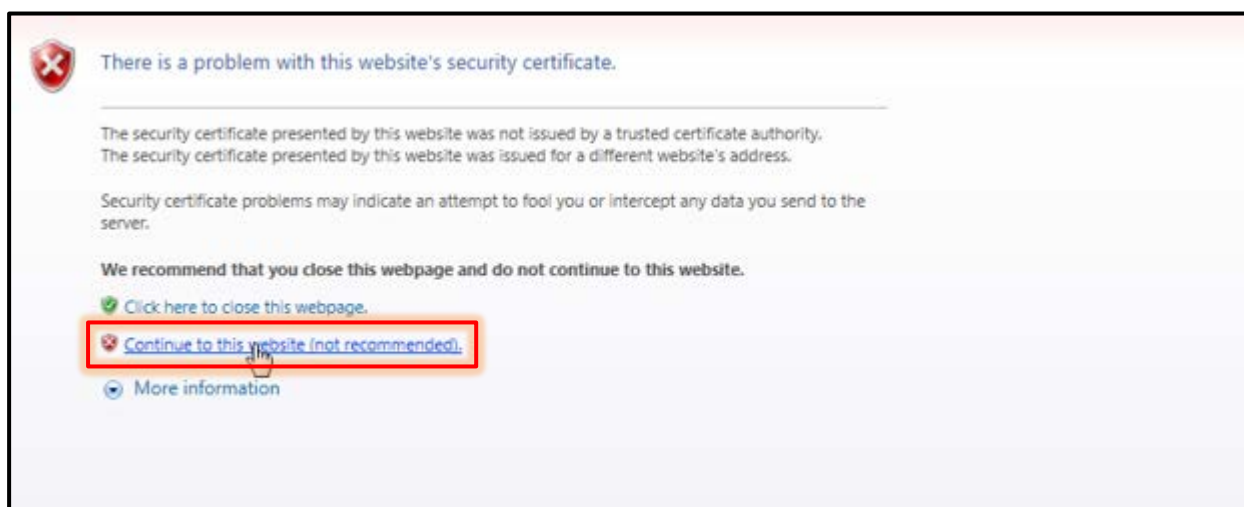 There is a problem with this website's security certificate.
The security certificate presented by this website was not issued by a trusted certificate authority.
The security certificate presented by this website was issued for a different website's address.
Security certificate problems may indicate an attempt to fool you or intercept any data you send to the
server.
We recommend that you close this webpage and do not continue to this website.
Click here to close this webpage.
Continue to this website (not recommended).
More information